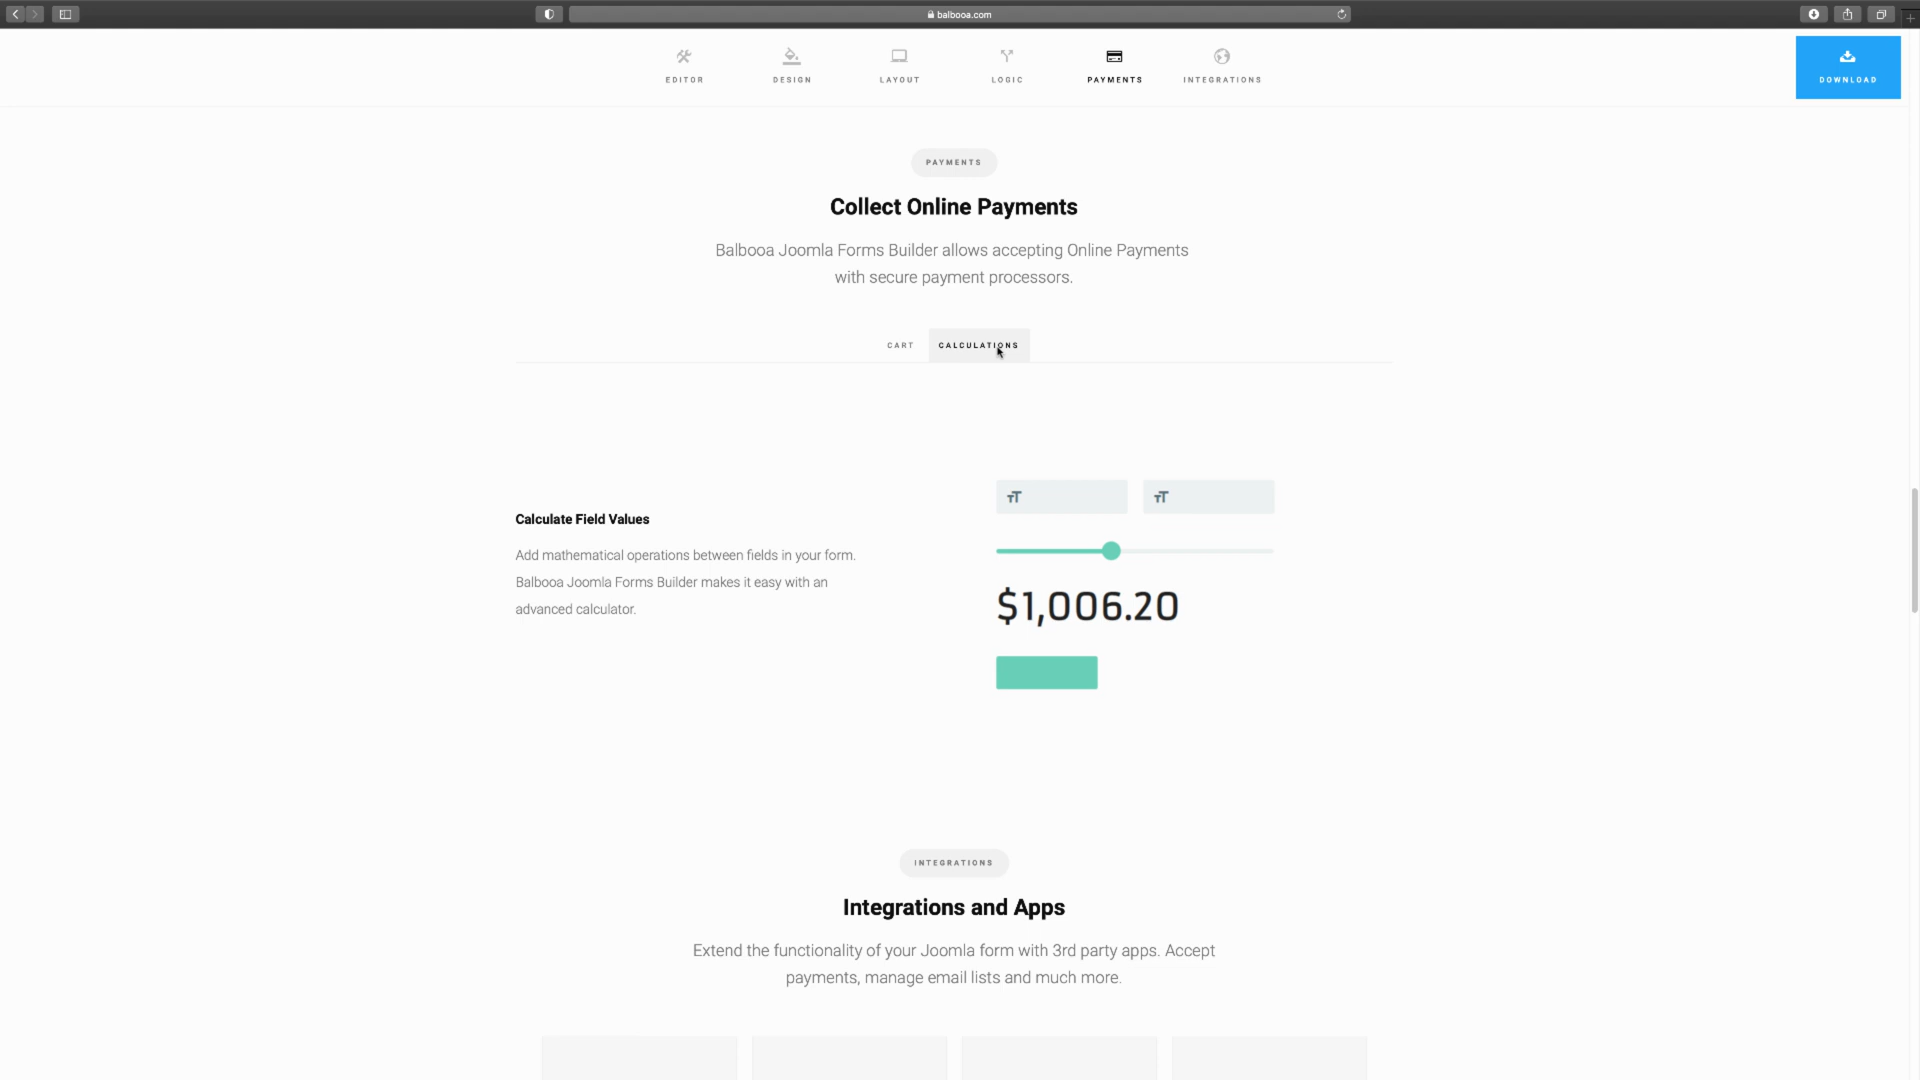 balbooa.com
EDITOR
DESIGN
LAYOUT
LOGIC
PAYMENTS
INTEGRATIONS
DOWNLOAD
PAYMENTS
Collect Online Payments
Balbooa Joomla Forms Builder allows accepting Online Payments
with secure payment processors.
CART
CALCULATIONS
Calculate Field Values
Add mathematical operations between fields in your form.
Balbooa Joomla Forms Builder makes it easy with an
advanced calculator.
TT
TT
$1,006.20
INTEGRATIONS
Integrations and Apps
Extend the functionality of your Joomla form with 3rd party apps. Accept
payments, manage email lists and much more.